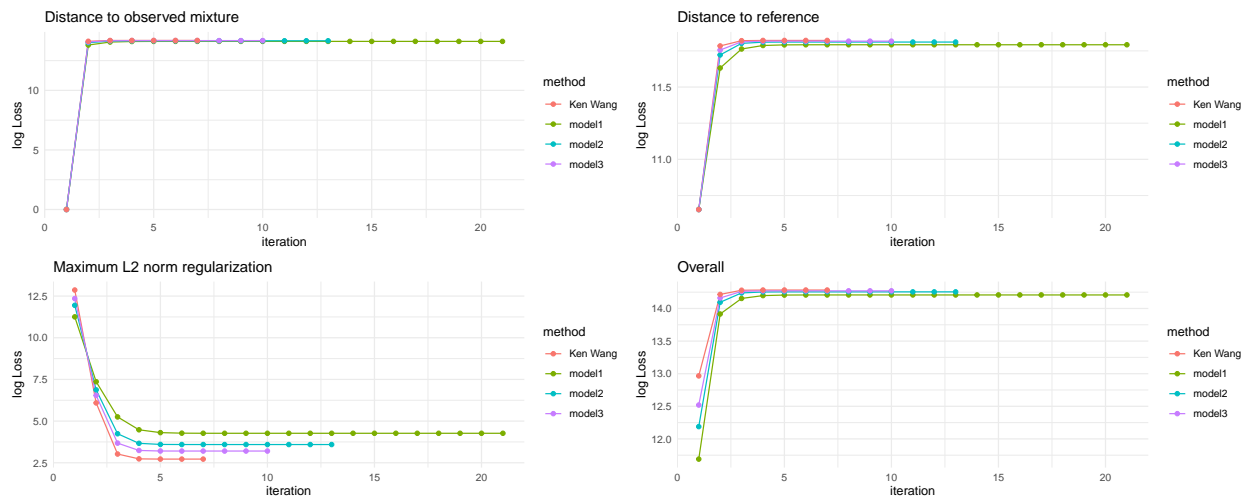 Distance to observed mixture
log Loss
10
5
0
0
5
10
15
20
iteration
method
Ken Wang
model1
model2
model3
Distance to reference
log Loss
11.5
11.0
0
5
10
15
20
iteration
method
Ken Wang
model1
model2
model3
Maximum L2 norm regularization
log Loss
12.5
10.0
7.5
5.0
2.5
0
5
10
15
20
iteration
method
Ken Wang
model1
model2
model3
Overall
log Loss
14.0
13.5
13.0
12.5
12.0
0
5
10
15
20
iteration
method
Ken Wang
model1
model2
model3